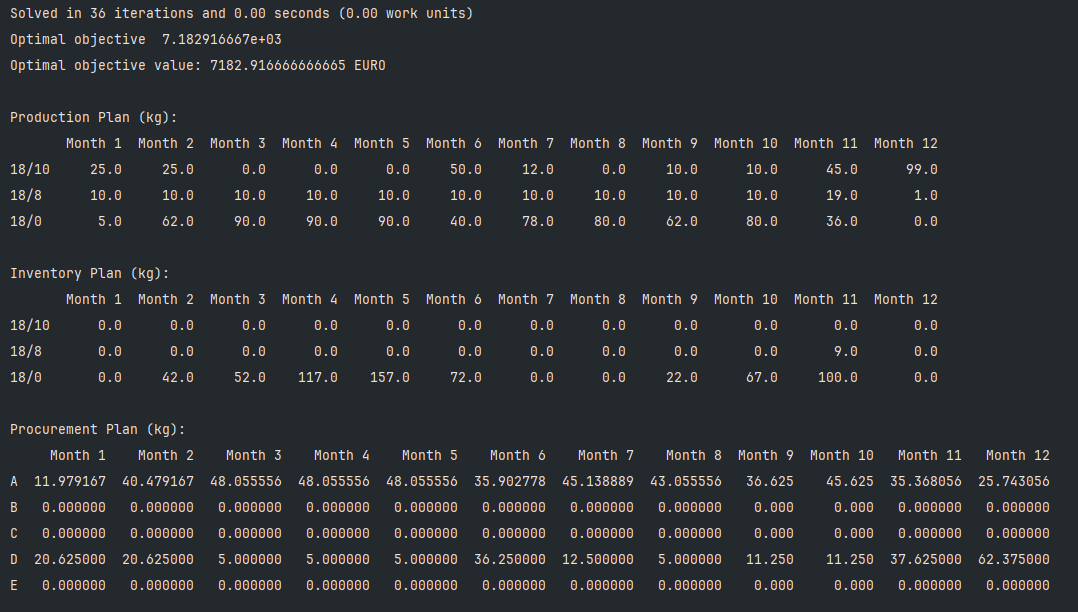 Solved in 36 iterations and 0.00 seconds (0.00 work units)
Optimal objective  7.182916667e+03
Optimal objective value: 7182.916666666665 EURO
Production Plan (kg):
       Month 1  Month 2  Month 3  Month 4  Month 5  Month 6  Month 7  Month 8  Month 9  Month 10  Month 11  Month 12
18/10     25.0     25.0      0.0      0.0      0.0     50.0     12.0      0.0     10.0      10.0      45.0      99.0
18/8      10.0     10.0     10.0     10.0     10.0     10.0     10.0     10.0     10.0      10.0      19.0       1.0
18/0       5.0     62.0     90.0     90.0     90.0     40.0     78.0     80.0     62.0      80.0      36.0       0.0
Inventory Plan (kg):
       Month 1  Month 2  Month 3  Month 4  Month 5  Month 6  Month 7  Month 8  Month 9  Month 10  Month 11  Month 12
18/10      0.0      0.0      0.0      0.0      0.0      0.0      0.0      0.0      0.0       0.0       0.0       0.0
18/8       0.0      0.0      0.0      0.0      0.0      0.0      0.0      0.0      0.0       0.0       9.0       0.0
18/0       0.0     42.0     52.0    117.0    157.0     72.0      0.0      0.0     22.0      67.0     100.0       0.0
Procurement Plan (kg):
     Month 1    Month 2    Month 3    Month 4    Month 5    Month 6    Month 7    Month 8  Month 9  Month 10   Month 11   Month 12
A  11.979167  40.479167  48.055556  48.055556  48.055556  35.902778  45.138889  43.055556   36.625    45.625  35.368056  25.743056
B   0.000000   0.000000   0.000000   0.000000   0.000000   0.000000   0.000000   0.000000    0.000     0.000   0.000000   0.000000
C   0.000000   0.000000   0.000000   0.000000   0.000000   0.000000   0.000000   0.000000    0.000     0.000   0.000000   0.000000
D  20.625000  20.625000   5.000000   5.000000   5.000000  36.250000  12.500000   5.000000   11.250    11.250  37.625000  62.375000
E   0.000000   0.000000   0.000000   0.000000   0.000000   0.000000   0.000000   0.000000    0.000     0.000   0.000000   0.000000